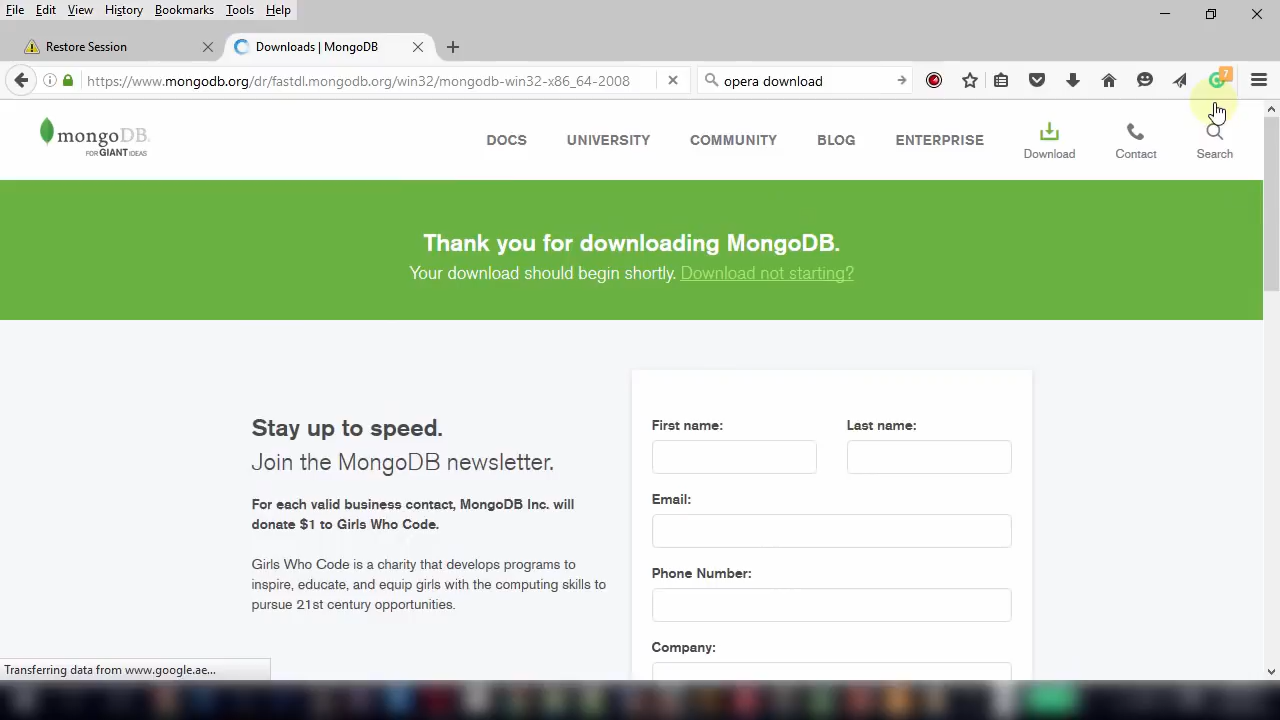 File Edit View History Bookmarks Tools Help
Restore Session
Downloads | MongoDB
https://www.mongodb.org/dr/fastdl.mongodb.org/win32/mongodb-win32-x86_64-2008
opera download
7
mongoDB.
FOR GIANT IDEAS
DOCS UNIVERSITY COMMUNITY BLOG ENTERPRISE Download Contact Search
Thank you for downloading MongoDB.
Your download should begin shortly. Download not starting?
Stay up to speed.
Join the MongoDB newsletter.
For each valid business contact, MongoDB Inc. will
donate $1 to Girls Who Code.
Girls Who Code is a charity that develops programs to
inspire, educate, and equip girls with the computing skills to
pursue 21st century opportunities.
First name: Last name:
Email:
Phone Number:
Company:
Transferring data from www.google.ae...